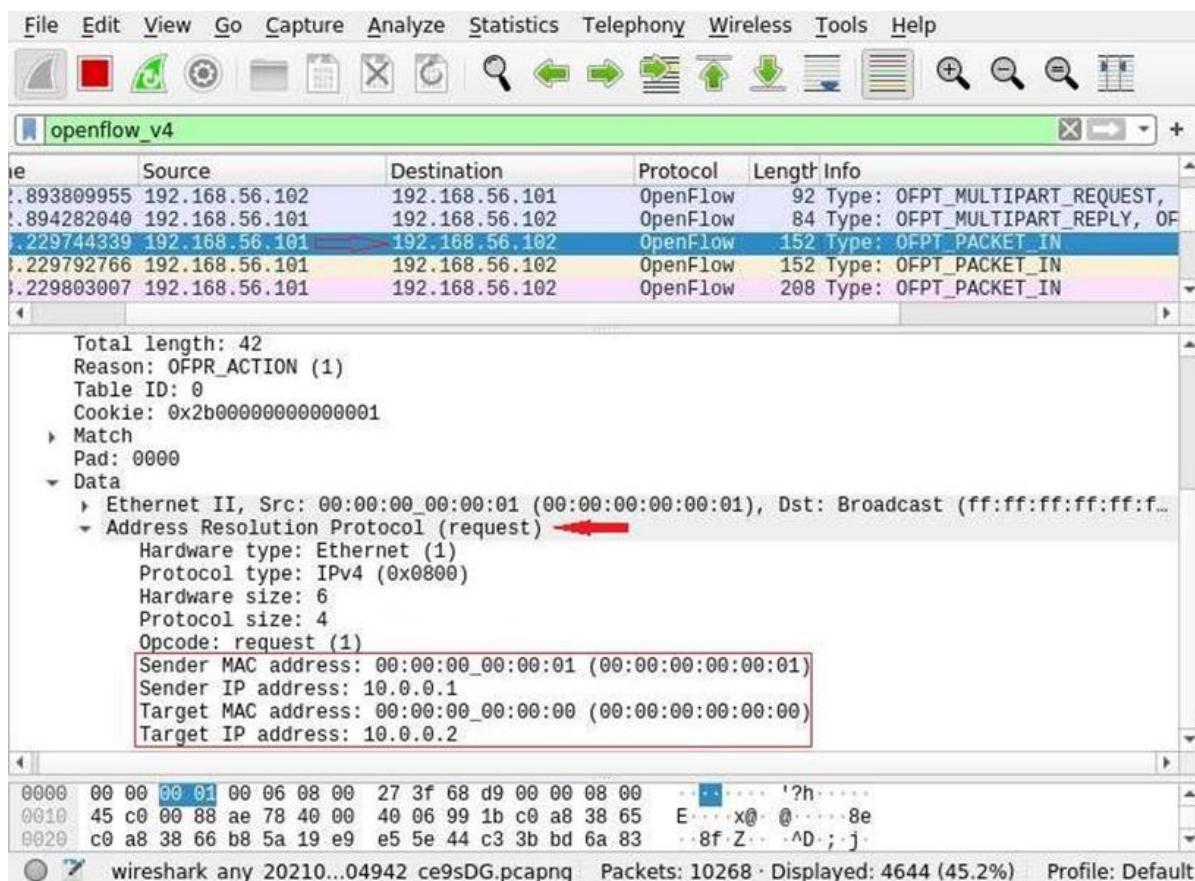 File Edit View Go Capture Analyze Statistics Telephony Wireless Tools Help
openflow_v4
Source Destination Protocol Length Info
.893809955 192.168.56.102 192.168.56.101 OpenFlow 92 Type: OFPT_MULTIPART_REQUEST,
.894282040 192.168.56.101 192.168.56.102 OpenFlow 84 Type: OFPT_MULTIPART_REPLY, OF
.229744339 192.168.56.101 192.168.56.102 OpenFlow 152 Type: OFPT_PACKET_IN
.229792766 192.168.56.101 192.168.56.102 OpenFlow 152 Type: OFPT_PACKET_IN
.229803007 192.168.56.101 192.168.56.102 OpenFlow 208 Type: OFPT_PACKET_IN
Total length: 42
Reason: OFPR_ACTION (1)
Table ID: 0
Cookie: 0x2b00000000000001
Match
Pad: 0000
Data
Ethernet II, Src: 00:00:00_00:00:01 (00:00:00:00:00:01), Dst: Broadcast (ff:ff:ff:ff:ff:f…
Address Resolution Protocol (request)
Hardware type: Ethernet (1)
Protocol type: IPv4 (0x0800)
Hardware size: 6
Protocol size: 4
Opcode: request (1)
Sender MAC address: 00:00:00_00:00:01 (00:00:00:00:00:01)
Sender IP address: 10.0.0.1
Target MAC address: 00:00:00_00:00:00 (00:00:00:00:00:00)
Target IP address: 10.0.0.2
0000 00 00 00 01 00 06 08 00 27 3f 68 d9 00 00 08 00 ········ '?h·····
0010 45 c0 00 88 ae 78 40 00 40 06 99 1b c0 a8 38 65 E····x@· @·····8e
0020 c0 a8 38 66 b8 5a 19 e9 e5 5e 44 c3 3b bd 6a 83 ··8f·Z·· ·^D·;·j·
wireshark_any_20210...04942_ce9sDG.pcapng Packets: 10268 · Displayed: 4644 (45.2%) Profile: Default